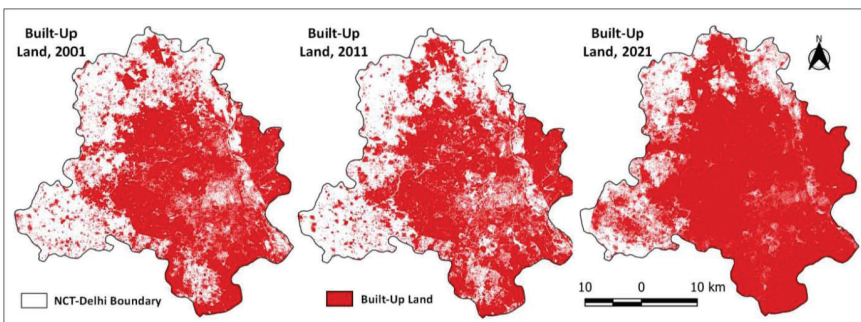 Built-Up
Land, 2001
Built-Up
Land, 2011
Built-Up
Land, 2021
N
NCT-Delhi Boundary
Built-Up Land
10 0 10 km